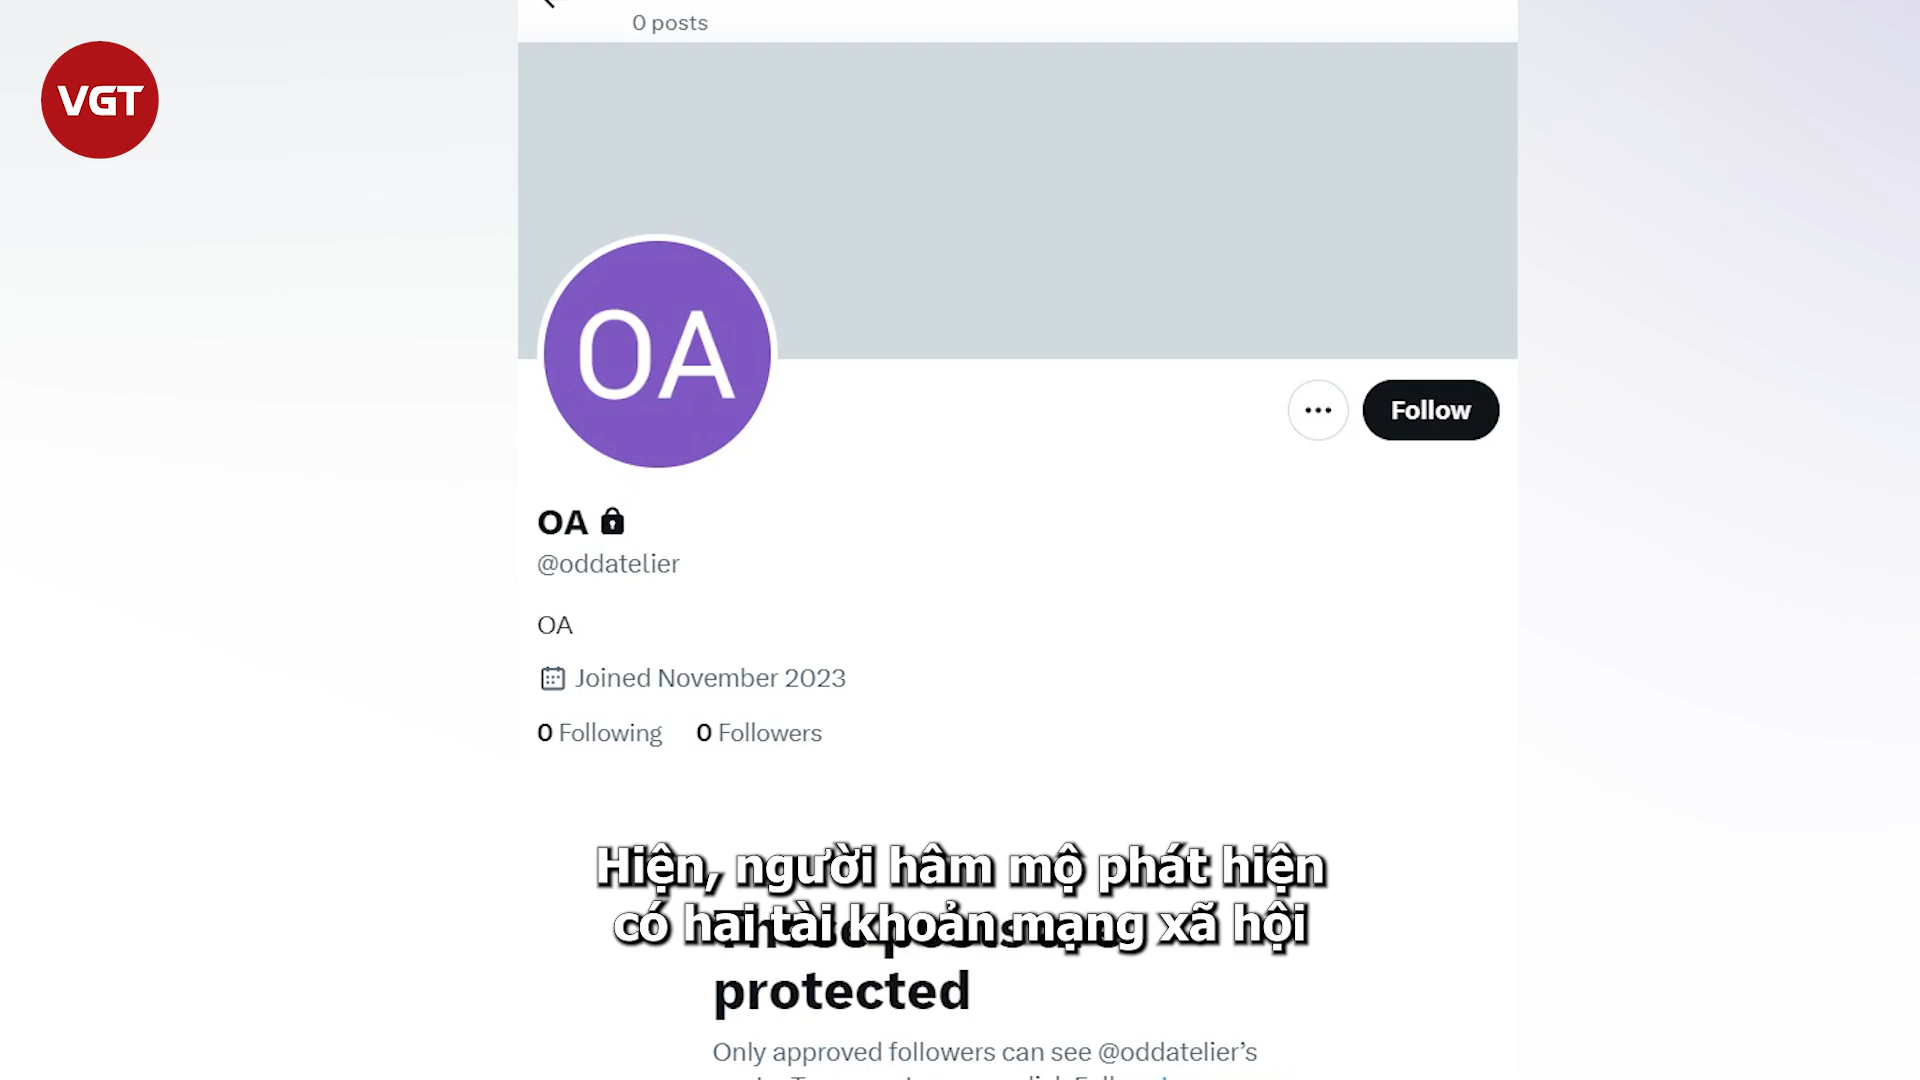 0 posts
VGT
OA
Follow
OA
@oddatelier
OA
Joined November 2023
0 Following 0 Followers
Hiện, người hâm mộ phát hiện
có hai tài khoản mạng xã hội
protected
Only approved followers can see @oddatelier’s